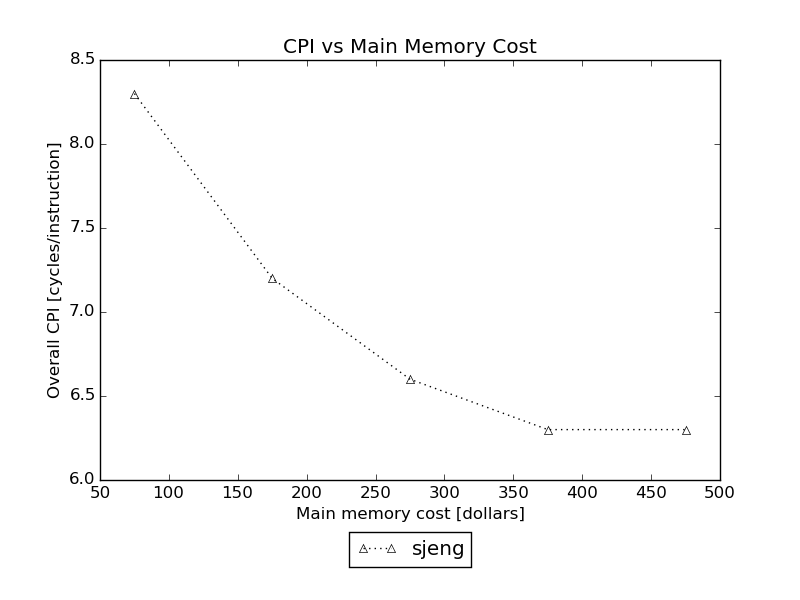 CPI vs Main Memory Cost
8.5
8.0
7.5
7.0
6.5
6.0
Overall CPI [cycles/instruction]
50 100 150 200 250 300 350 400 450 500
Main memory cost [dollars]
sjeng